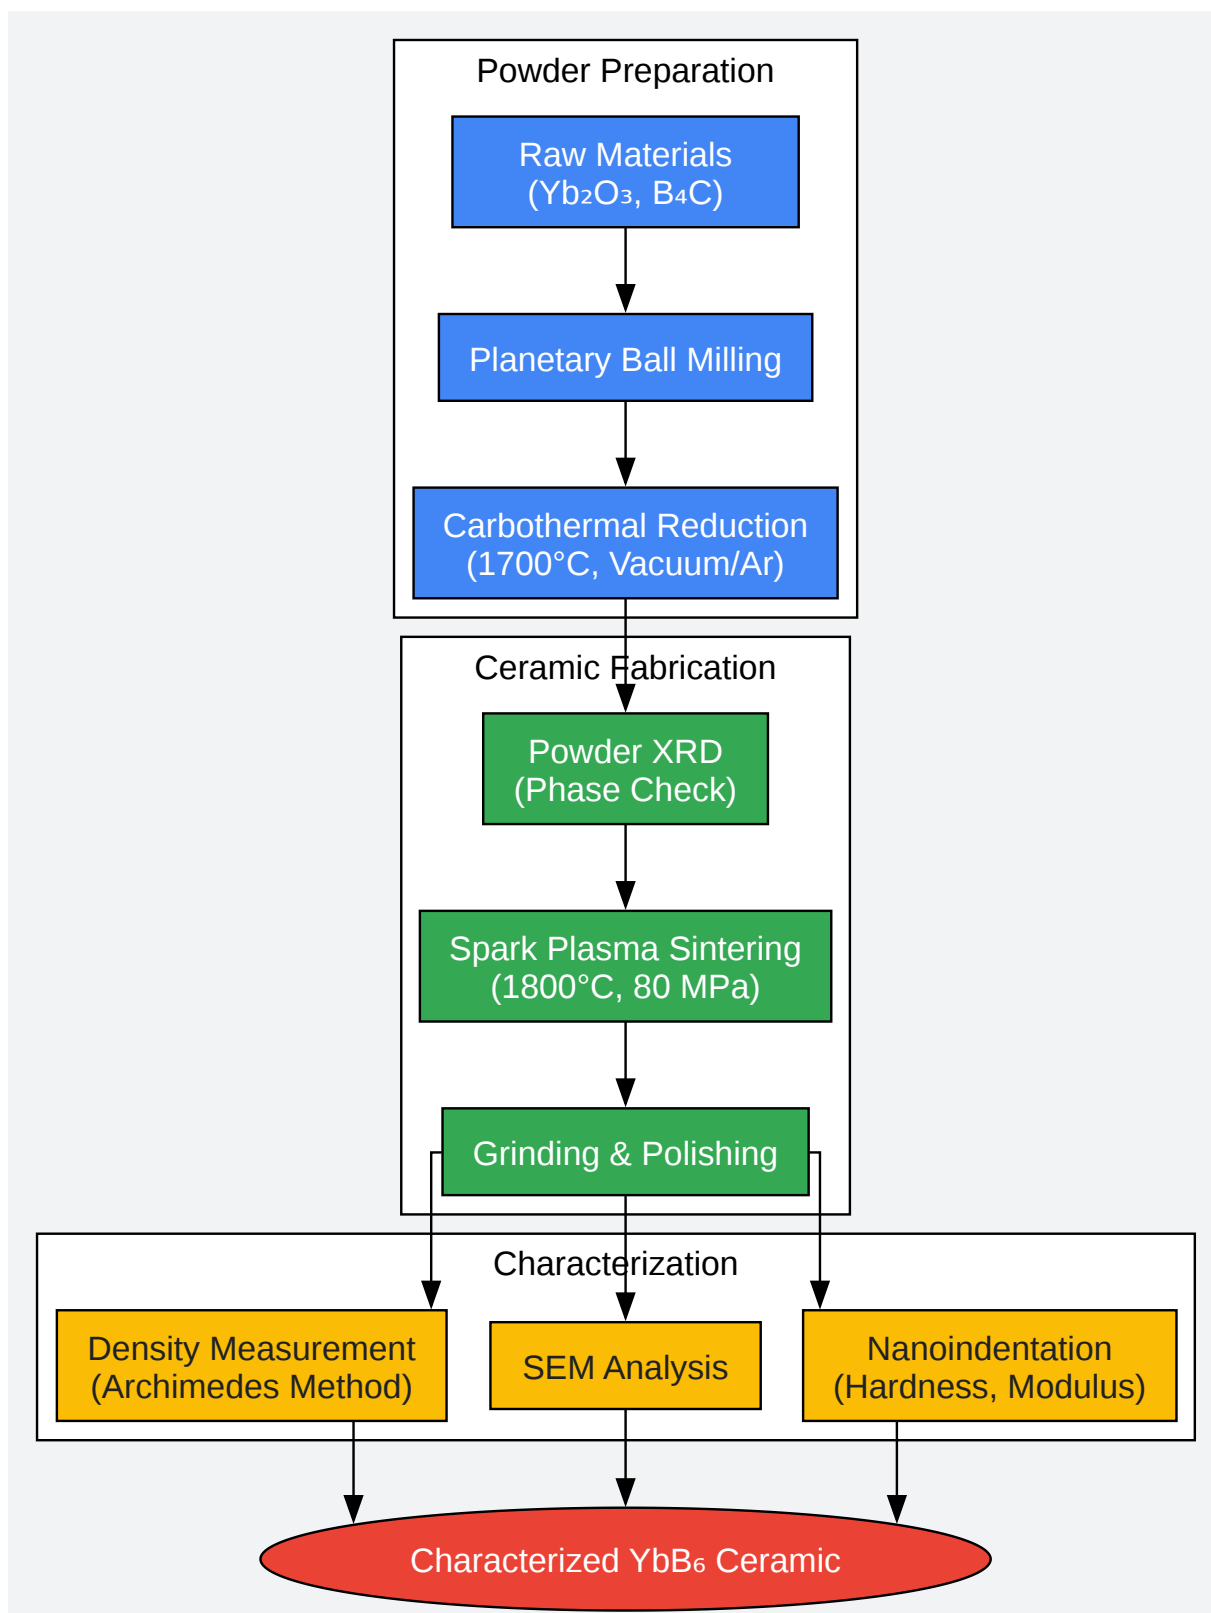 Powder Preparation
Raw Materials
(Yb₂O₃, B₄C)
Planetary Ball Milling
Carbothermal Reduction
(1700°C, Vacuum/Ar)
Ceramic Fabrication
Powder XRD
(Phase Check)
Spark Plasma Sintering
(1800°C, 80 MPa)
Grinding & Polishing
Characterization
Density Measurement
(Archimedes Method)
SEM Analysis
Nanoindentation
(Hardness, Modulus)
Characterized YbB₆ Ceramic